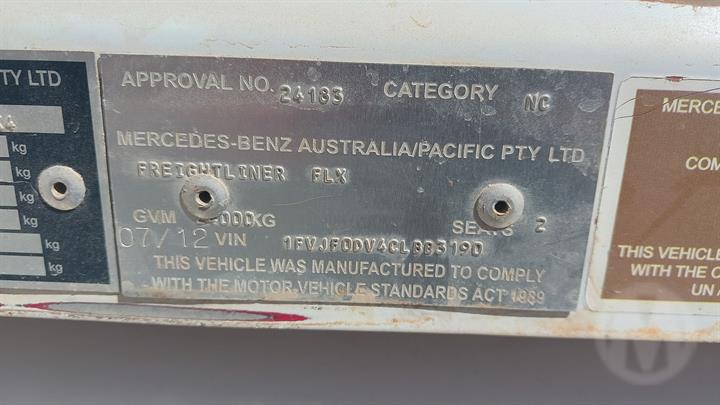 TY LTD
kg
kg
kg
kg
kg
kg
APPROVAL NO. 24183 CATEGORY NC
MERCEDES-BENZ AUSTRALIA/PACIFIC PTY LTD
FREIGHTLINER FLX
GVM KG SEATS 2
07/12 VIN
THIS VEHICLE WAS MANUFACTURED TO COMPLY
WITH THE MOTOR VEHICLE STANDARDS ACT 1989
MERCE
COM
THIS VEHICLE
WITH THE
UN